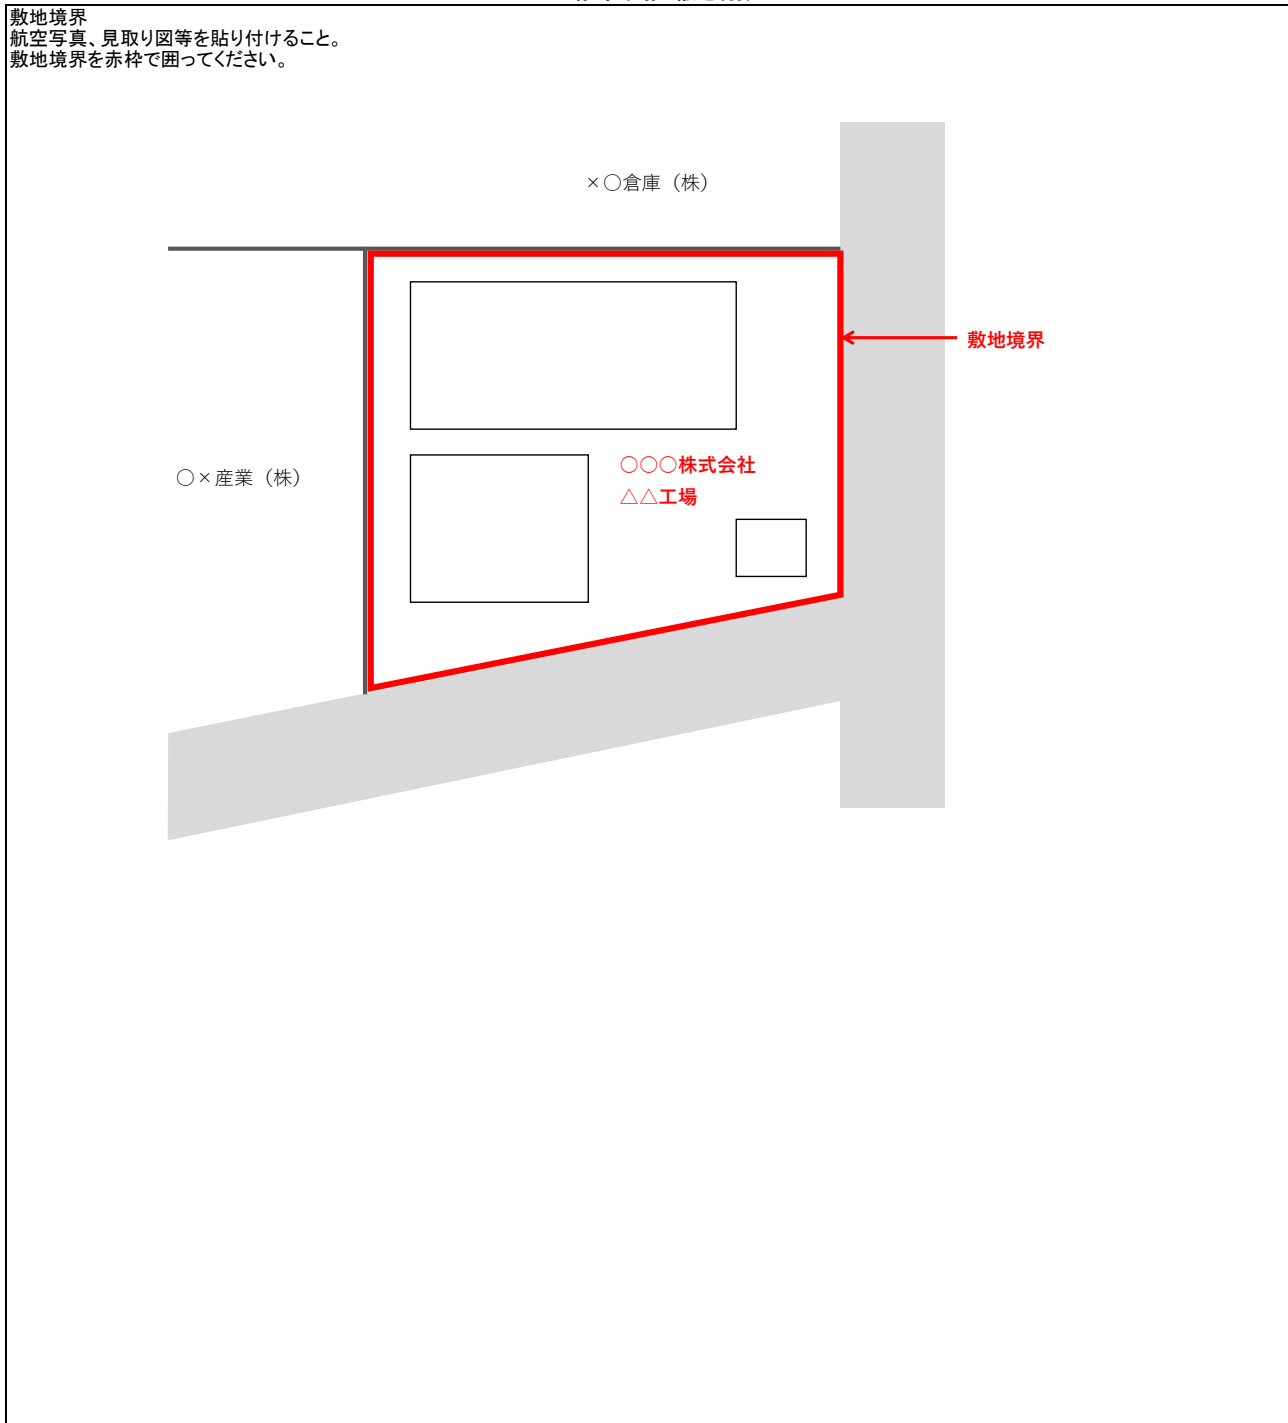 敷地境界
航空写真、見取り図等を貼り付けること。
敷地境界を赤枠で囲ってください。
×○倉庫（株）
敷地境界
○○○株式会社
△△工場
○×産業（株）